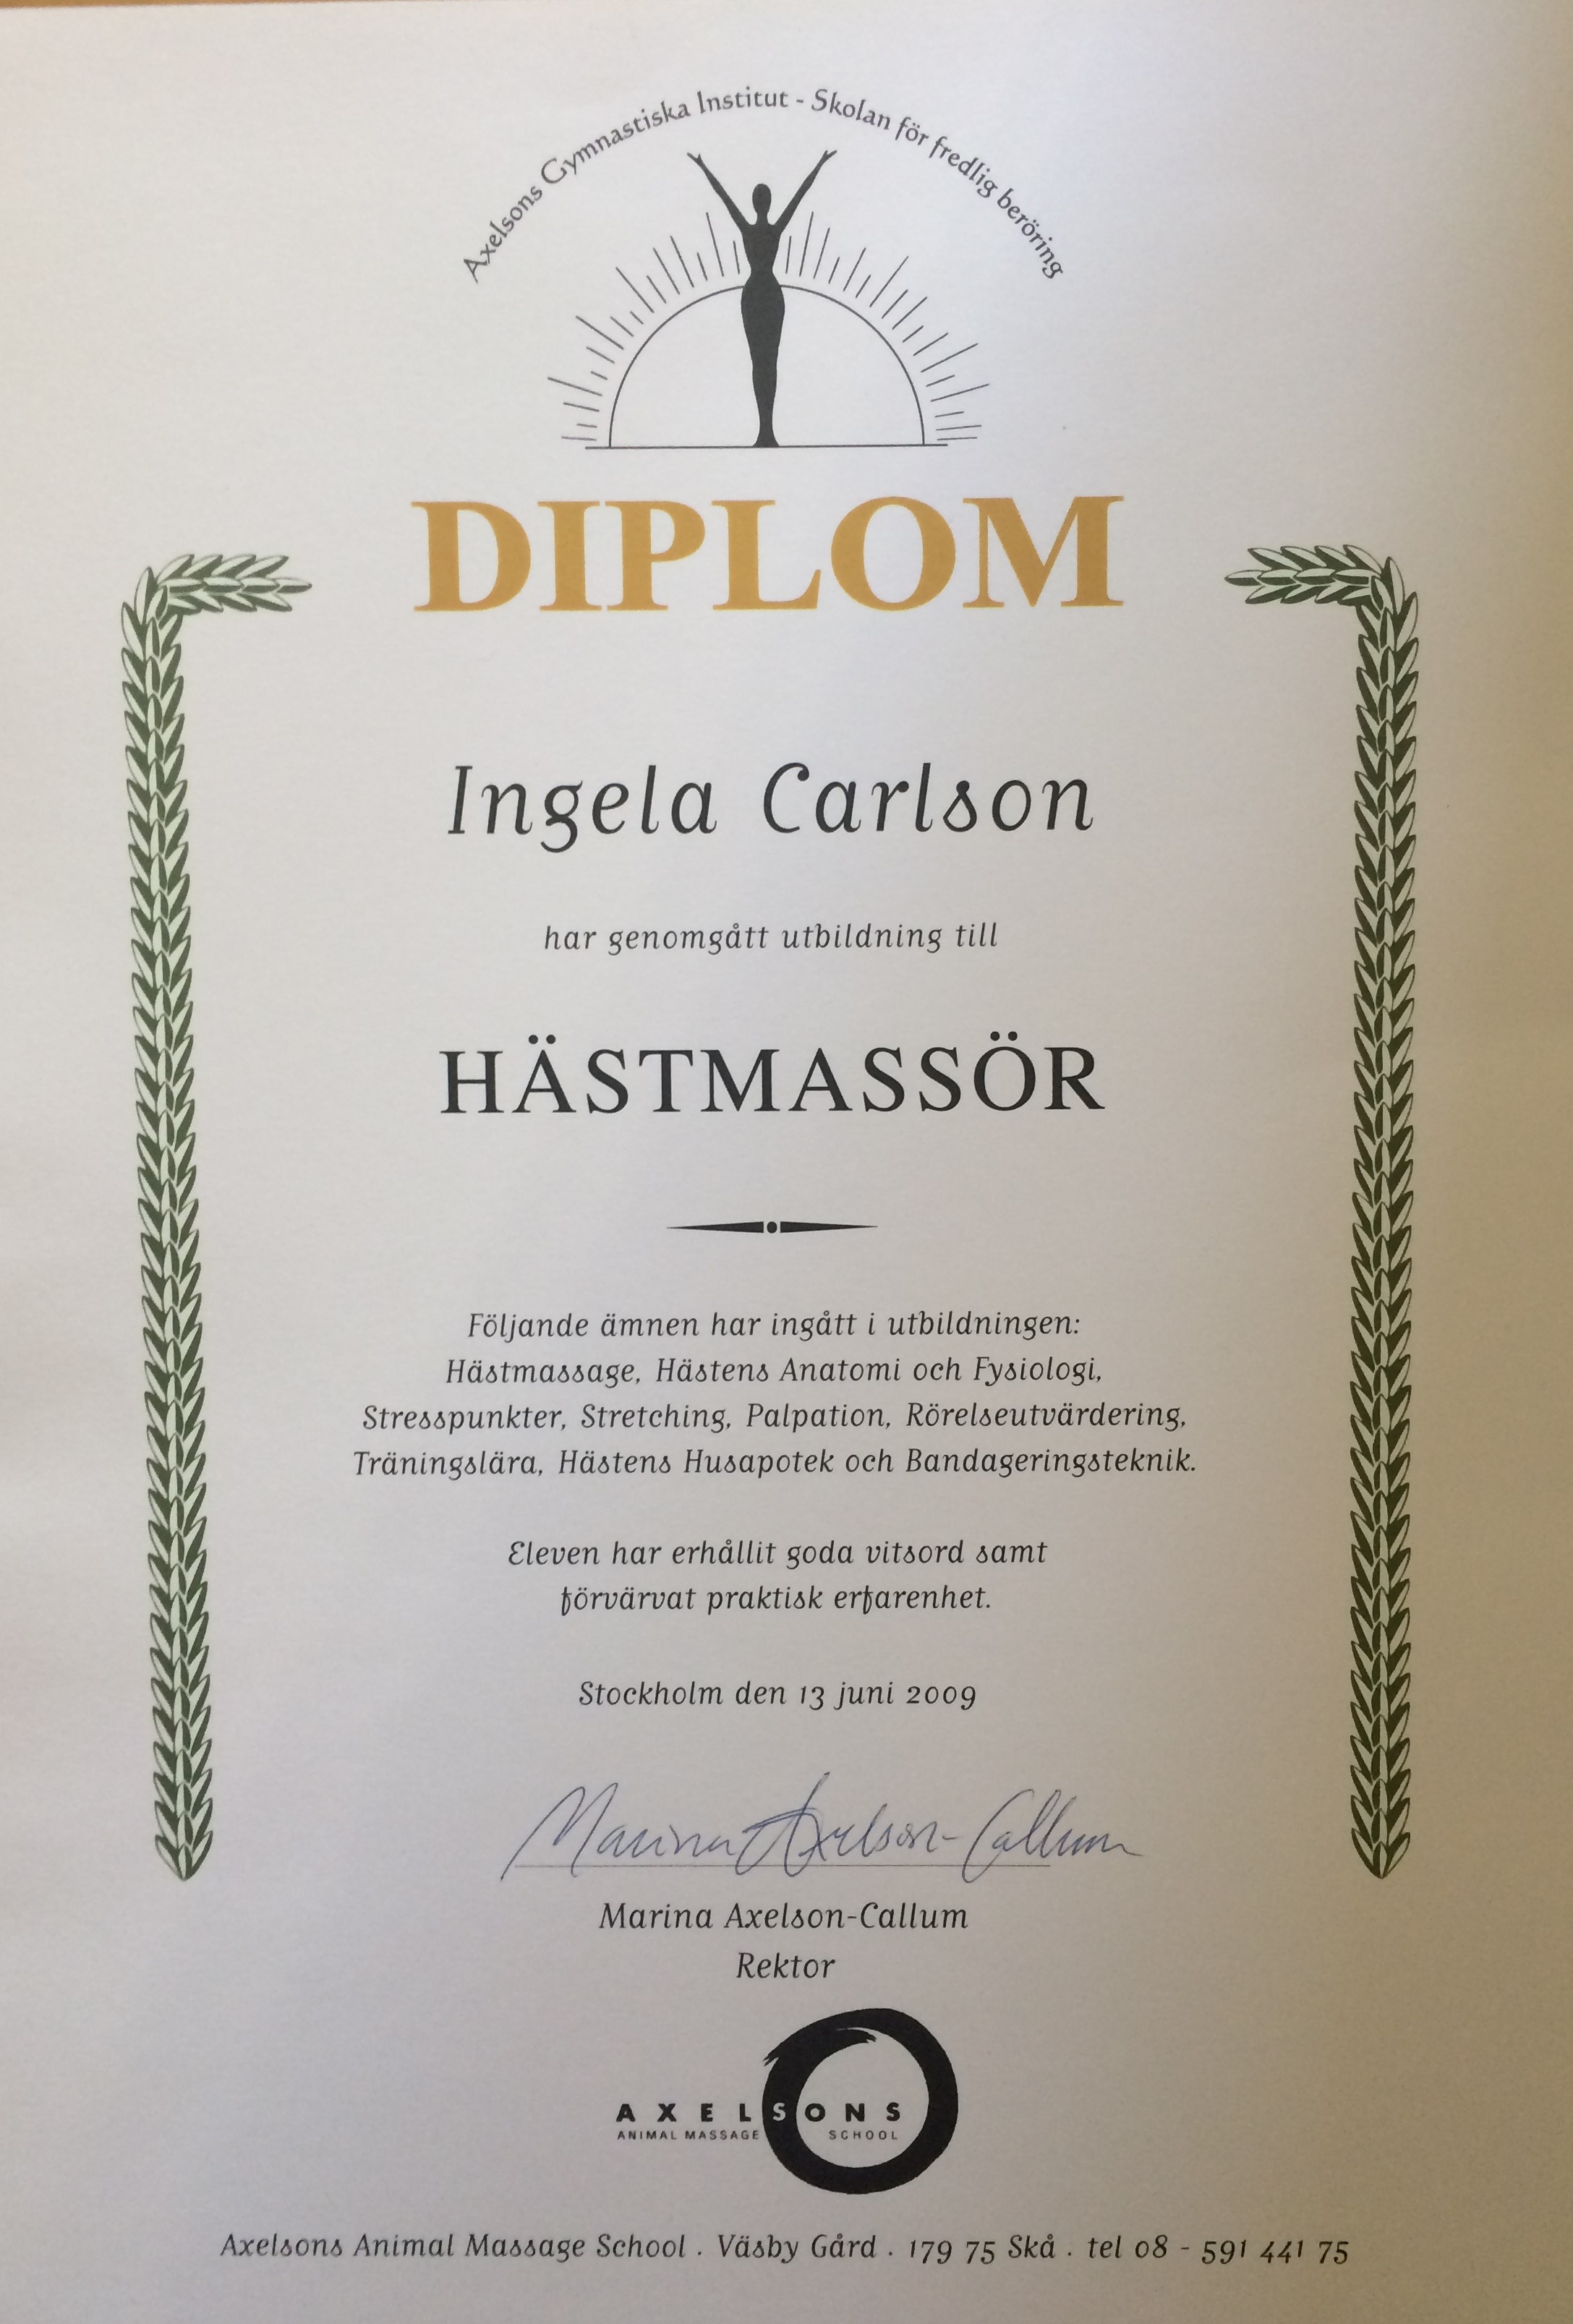 Axelsons Gymnastiska Institut - Skolan för fredlig beröring
DIPLOM
Ingela Carlson
har genomgått utbildning till
HÄSTMASSÖR
Följande ämnen har ingått i utbildningen:
Hästmassage, Hästens Anatomi och Fysiologi,
Stresspunkter, Stretching, Palpation, Rörelseutvärdering,
Träningslära, Hästens Husapotek och Bandageringsteknik.
Eleven har erhållit goda vitsord samt
förvärvat praktisk erfarenhet.
Stockholm den 13 juni 2009
Marina Axelson-Callum
Marina Axelson-Callum
Rektor
AXELSONS
ANIMAL MASSAGE SCHOOL
Axelsons Animal Massage School . Väsby Gård . 179 75 Skå . tel 08 - 591 441 75